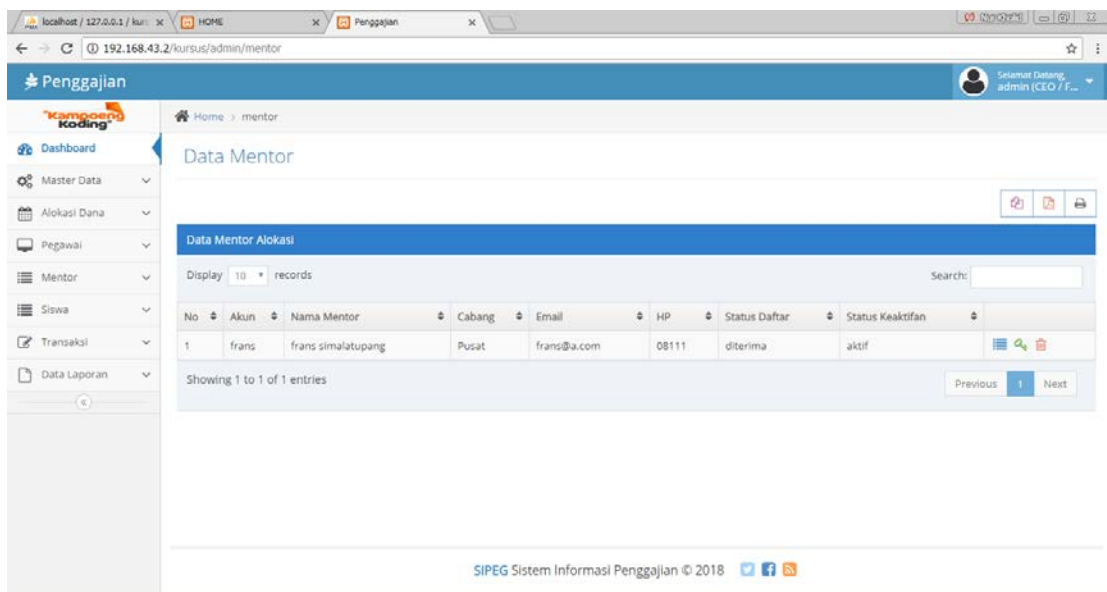 localhost / 127.0.0.1 / kurs
HOME
Penggajian
192.168.43.2/kursus/admin/mentor
Penggajian
Selamat Datang,
admin (CEO / F...
"Kampoeng
Koding"
Home > mentor
Dashboard
Data Mentor
Master Data
Alokasi Dana
Pegawai
Mentor
Siswa
Transaksi
Data Laporan
Data Mentor Alokasi
Display 10 records
Search:
No Akun Nama Mentor Cabang Email HP Status Daftar Status Keaktifan
1 frans frans simalatupang Pusat frans@a.com 08111 diterima aktif
Showing 1 to 1 of 1 entries
Previous 1 Next
SIPEG Sistem Informasi Penggajian © 2018